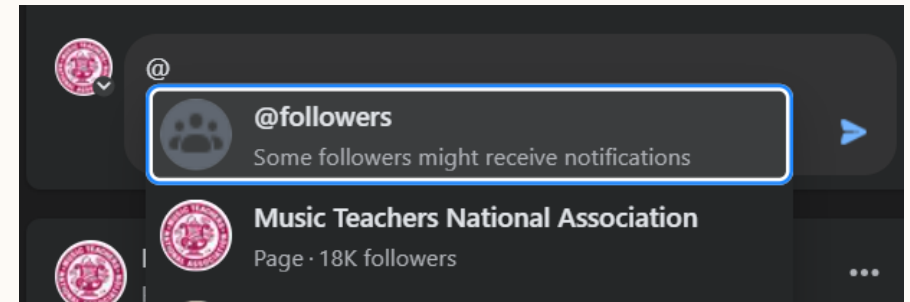 @
@followers
Some followers might receive notifications
Music Teachers National Association
Page · 18K followers